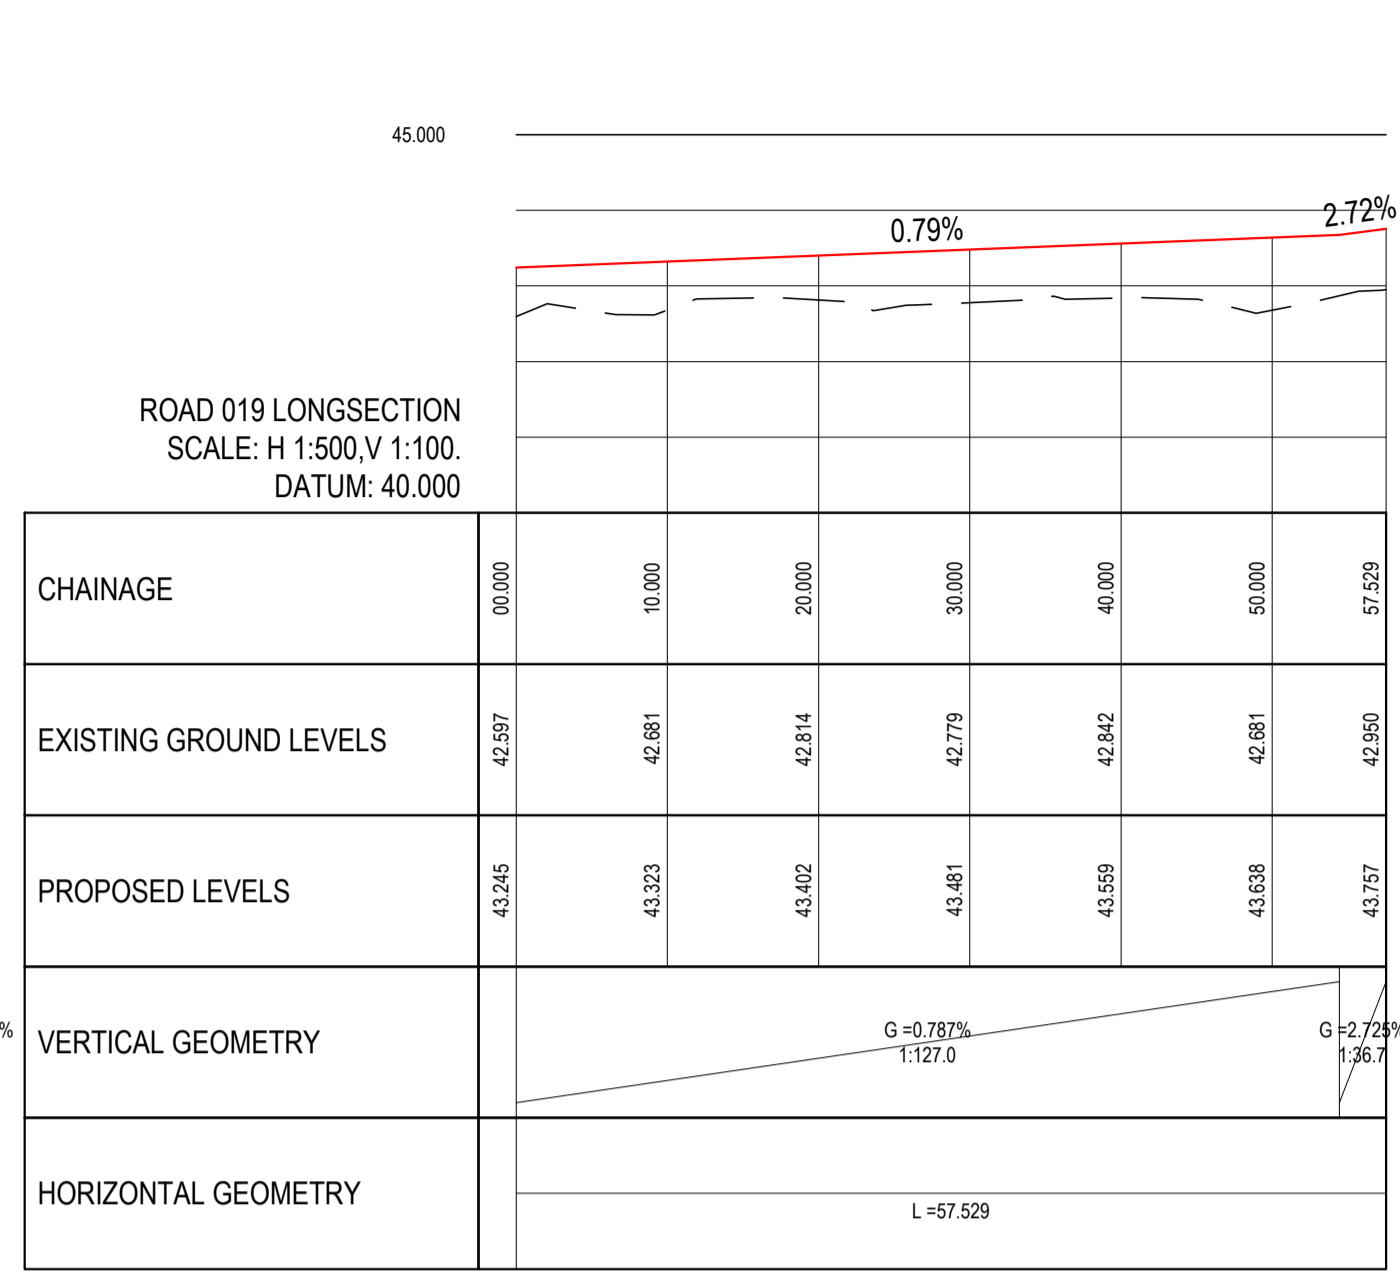 45.000
0.79%
2.72%
ROAD 019 LONGSECTION
SCALE: H 1:500,V 1:100.
DATUM: 40.000
CHAINAGE
00.000
10.000
20.000
30.000
40.000
50.000
57.529
EXISTING GROUND LEVELS
42.597
42.681
42.814
42.779
42.842
42.681
42.950
PROPOSED LEVELS
43.245
43.323
43.402
43.481
43.559
43.638
43.757
%
VERTICAL GEOMETRY
G =0.787%
1:127.0
G =2.725%
1:36.7
HORIZONTAL GEOMETRY
L =57.529